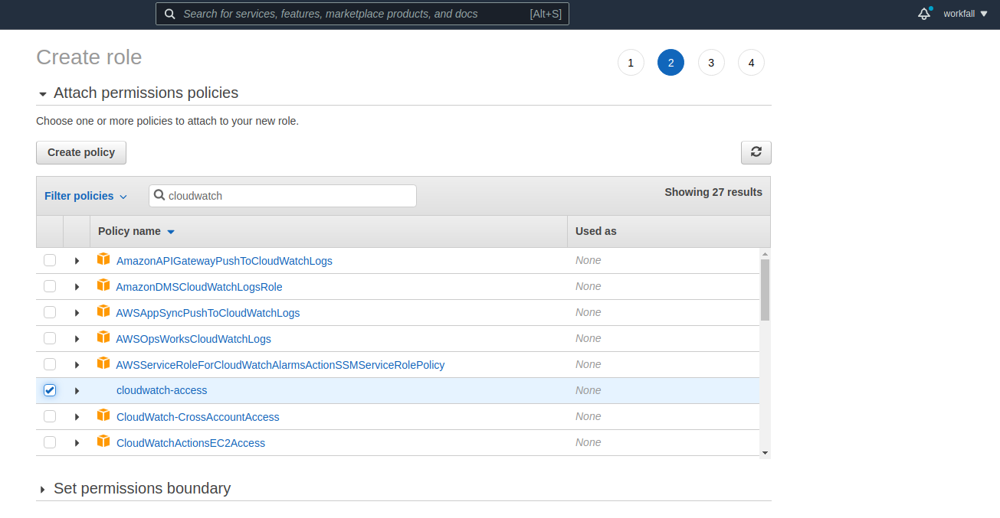 Search for services, features, marketplace products, and docs [Alt+S] workfall
Create role 1 2 3 4
Attach permissions policies
Choose one or more policies to attach to your new role.
Create policy
Filter policies cloudwatch Showing 27 results
Policy name Used as
AmazonAPIGatewayPushToCloudWatchLogs None
AmazonDMSCloudWatchLogsRole None
AWSAppSyncPushToCloudWatchLogs None
AWSOpsWorksCloudWatchLogs None
AWSServiceRoleForCloudWatchAlarmsActionSSMServiceRolePolicy None
cloudwatch-access None
CloudWatch-CrossAccountAccess None
CloudWatchActionsEC2Access None
Set permissions boundary